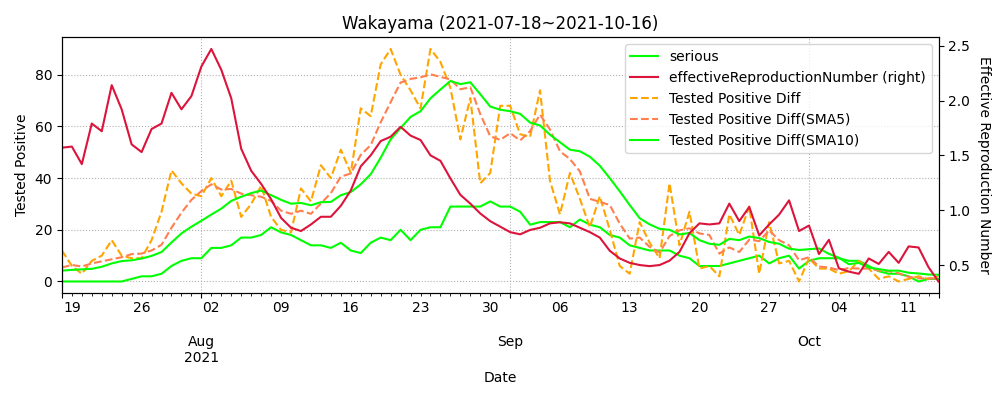 Wakayama (2021-07-18~2021-10-16)
serious
effectiveReproductionNumber (right)
Tested Positive Diff
Tested Positive Diff(SMA5)
Tested Positive Diff(SMA10)
Tested Positive
80
60
40
20
0
Effective Reproduction Number
2.5
2.0
1.5
1.0
0.5
19 26 02 09 16 23 30 06 13 20 27 04 11
Aug Sep Oct
2021
Date